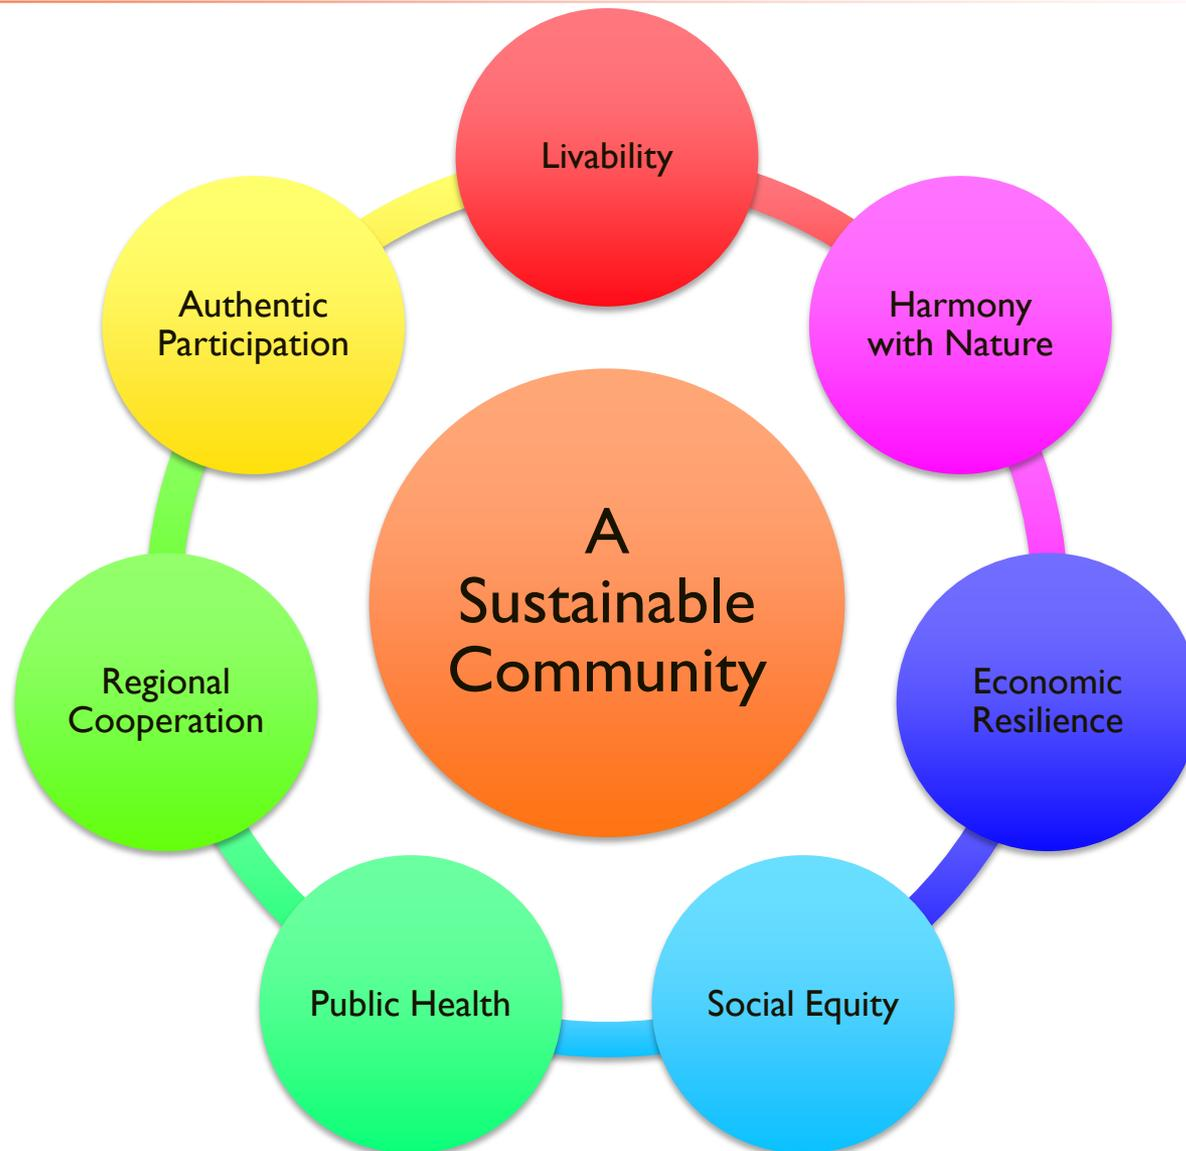 Livability
Authentic
Participation
Harmony
with Nature
A
Sustainable
Community
Regional
Cooperation
Economic
Resilience
Public Health
Social Equity